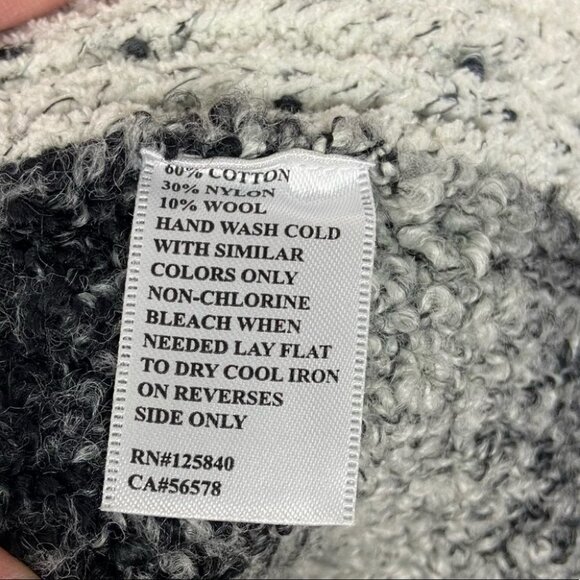 60% COTTON
30% NYLON
10% WOOL
HAND WASH COLD
WITH SIMILAR
COLORS ONLY
NON-CHLORINE
BLEACH WHEN
NEEDED LAY FLAT
TO DRY COOL IRON
ON REVERSES
SIDE ONLY
RN#125840
CA#56578